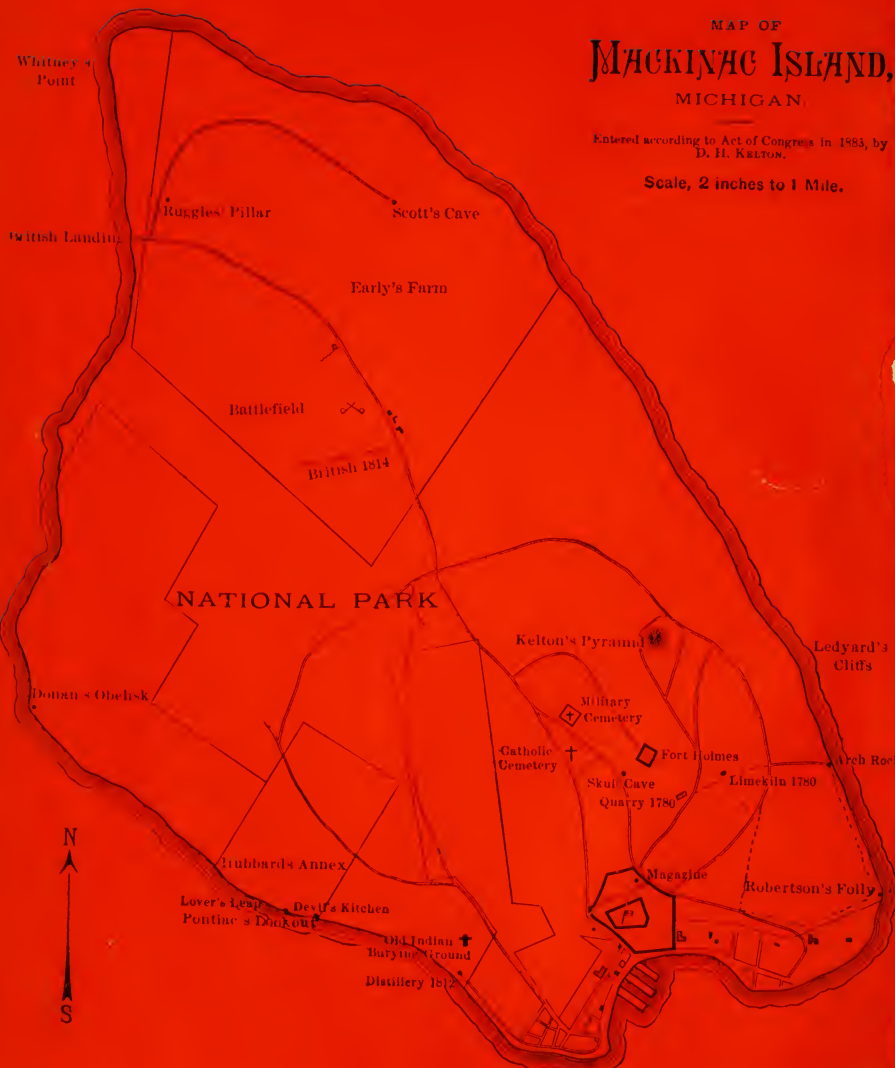 MAP OF
MACKINAC ISLAND,
MICHIGAN.
Entered according to Act of Congress in 1883, by
D. H. KELTON.
Scale, 2 inches to 1 Mile.
Whitney's
Point
Ruggles' Pillar
Scott's Cave
British Landing
Early's Farm
Battlefield
British 1814
NATIONAL PARK
Kelton's Pyramid
Ledyard's
Cliffs
Donan's Obelisk
Military
Cemetery
Catholic
Cemetery
Fort Holmes
Arch Rock
Skull Cave
Limekiln 1780
Quarry 1780
N
Hubbard's Annex
Magazine
Robertson's Folly
Lover's Leap
Devil's Kitchen
Pontiac's Lookout
Old Indian
Burying Ground
Distillery 1812
S